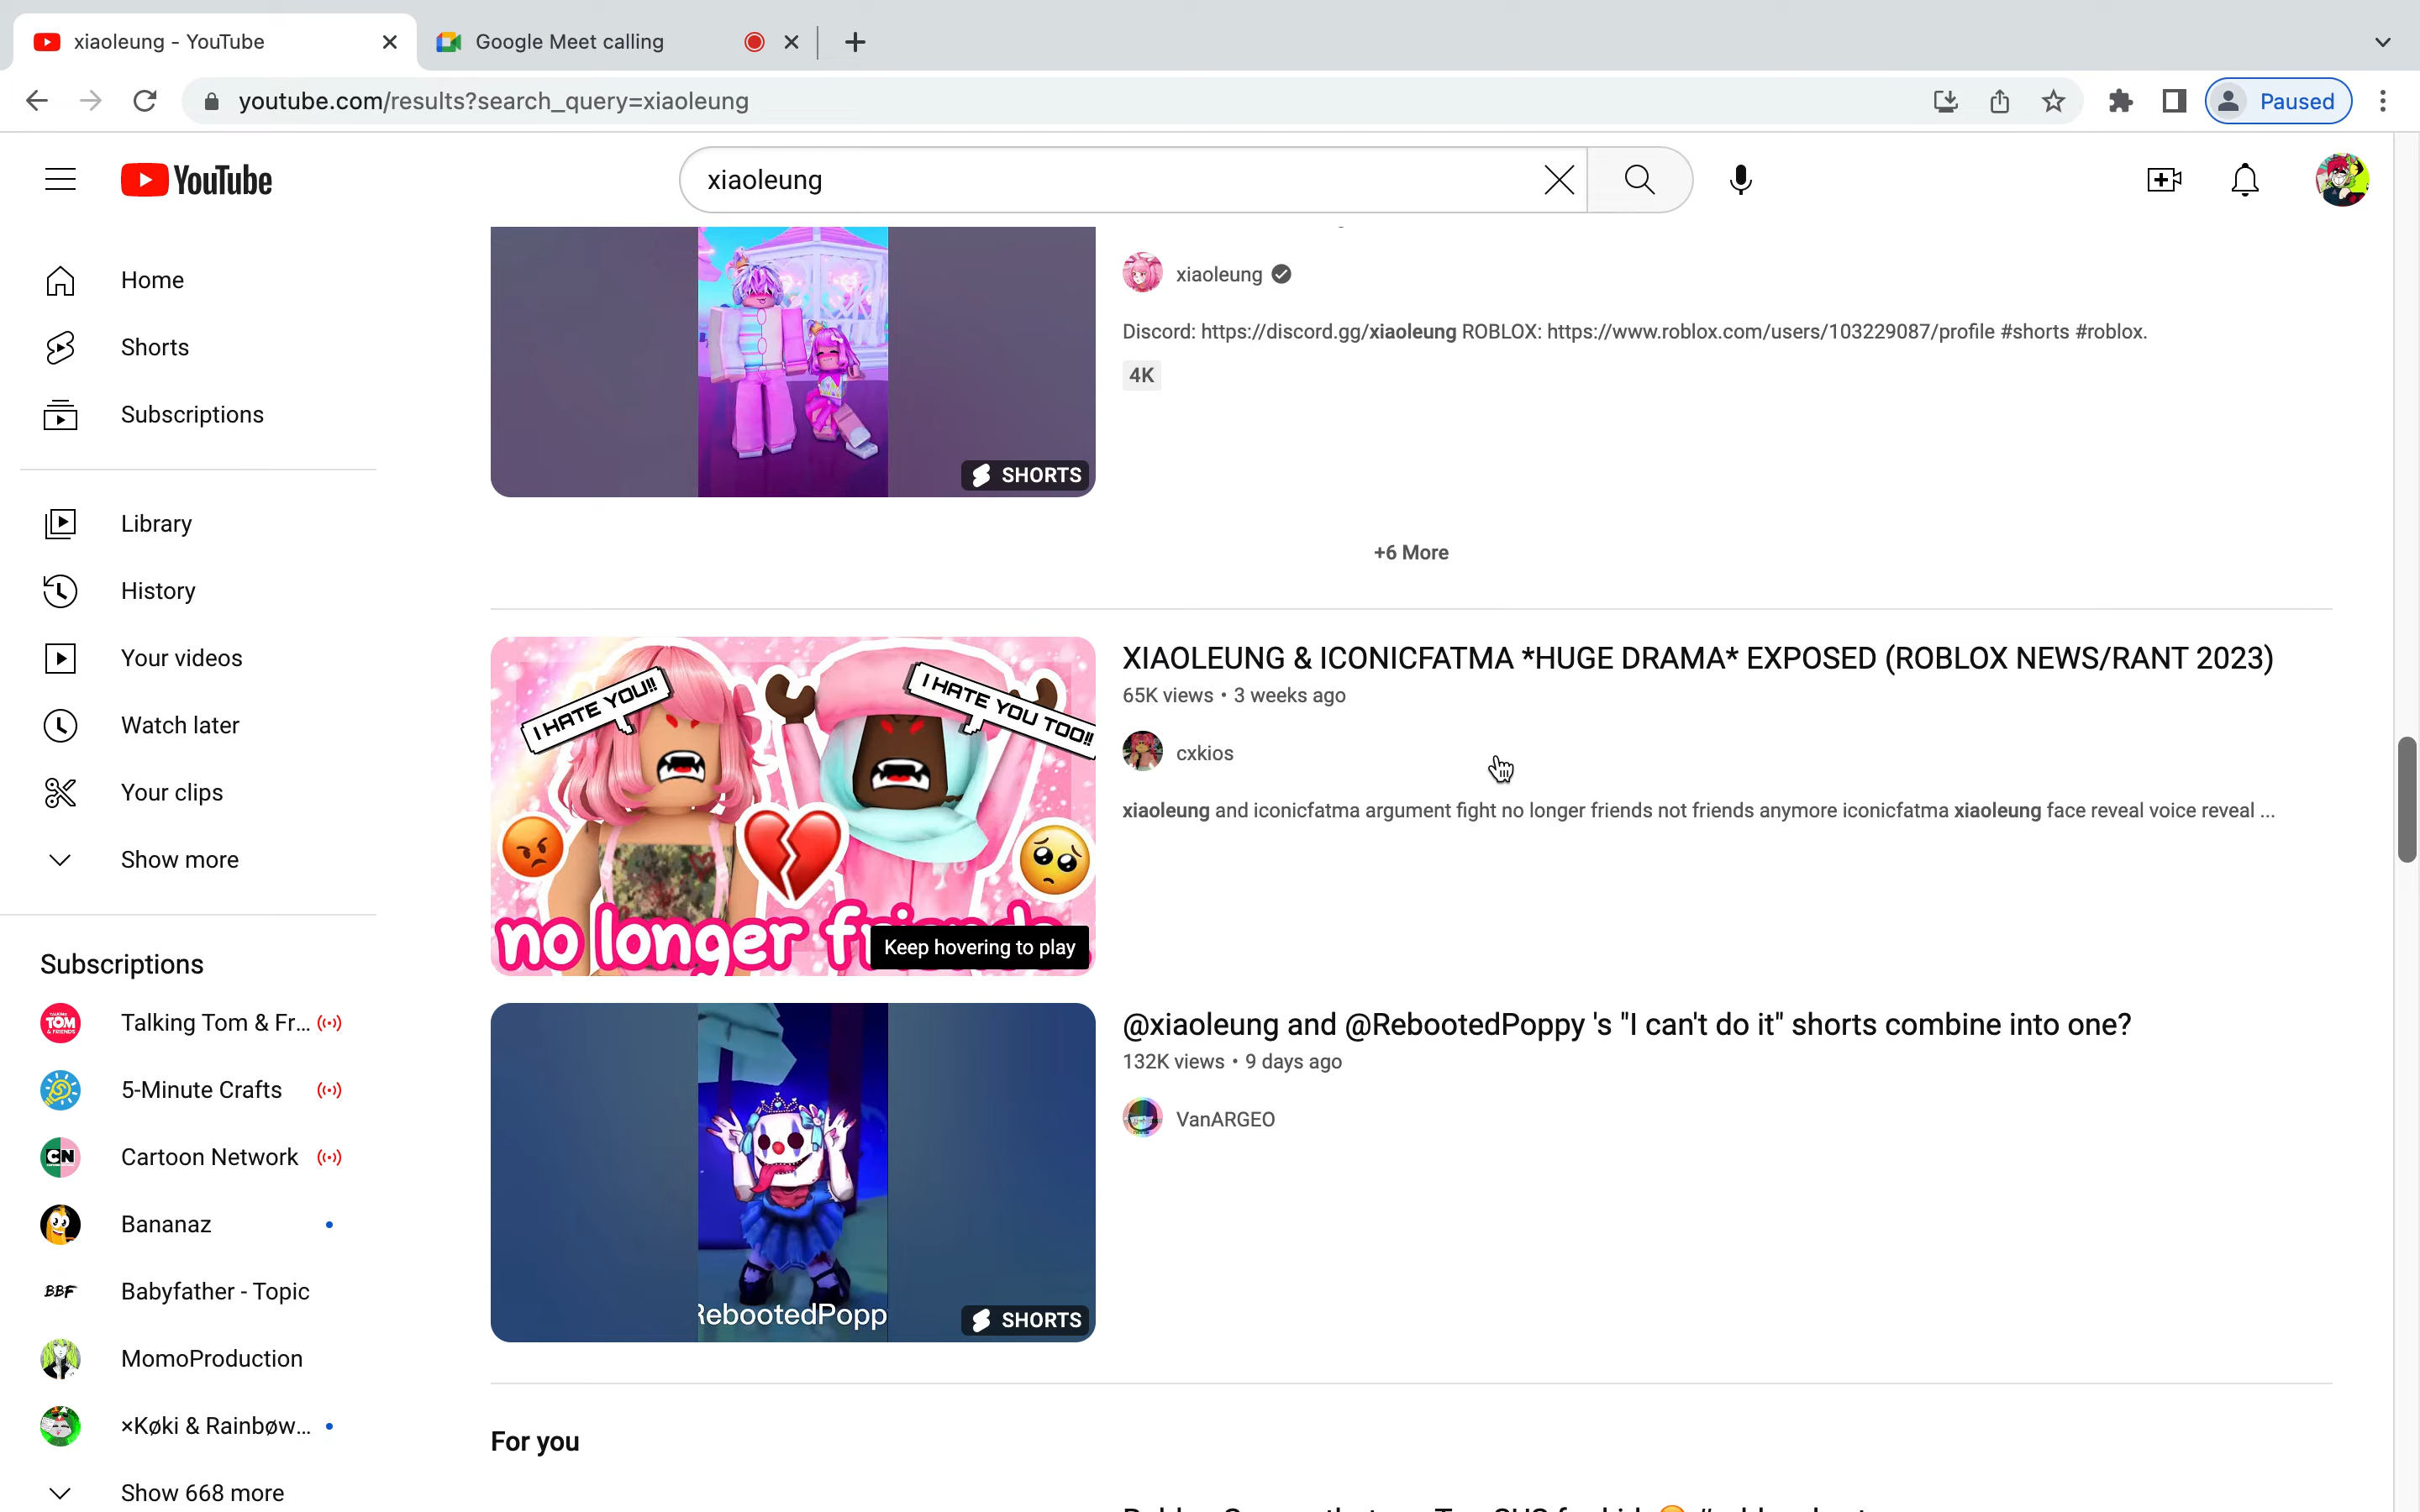 xiaoleung - YouTube
Google Meet calling
youtube.com/results?search_query=xiaoleung
Paused
YouTube
xiaoleung
Home
Shorts
Subscriptions
Library
History
Your videos
Watch later
Your clips
Show more
Subscriptions
TALKING TOM & FRIENDS
Talking Tom & Fr...
5-Minute Crafts
CN
Cartoon Network
Bananaz
BBF
Babyfather - Topic
MomoProduction
×Køki & Rainbøw...
Show 668 more
SHORTS
xiaoleung
Discord: https://discord.gg/xiaoleung ROBLOX: https://www.roblox.com/users/103229087/profile #shorts #roblox.
4K
+6 More
I HATE YOU!!
I HATE YOU TOO!!
no longer
Keep hovering to play
XIAOLEUNG & ICONICFATMA *HUGE DRAMA* EXPOSED (ROBLOX NEWS/RANT 2023)
65K views • 3 weeks ago
cxkios
xiaoleung and iconicfatma argument fight no longer friends not friends anymore iconicfatma xiaoleung face reveal voice reveal ...
RebootedPopp
SHORTS
@xiaoleung and @RebootedPoppy 's "I can't do it" shorts combine into one?
132K views • 9 days ago
VanARGEO
For you